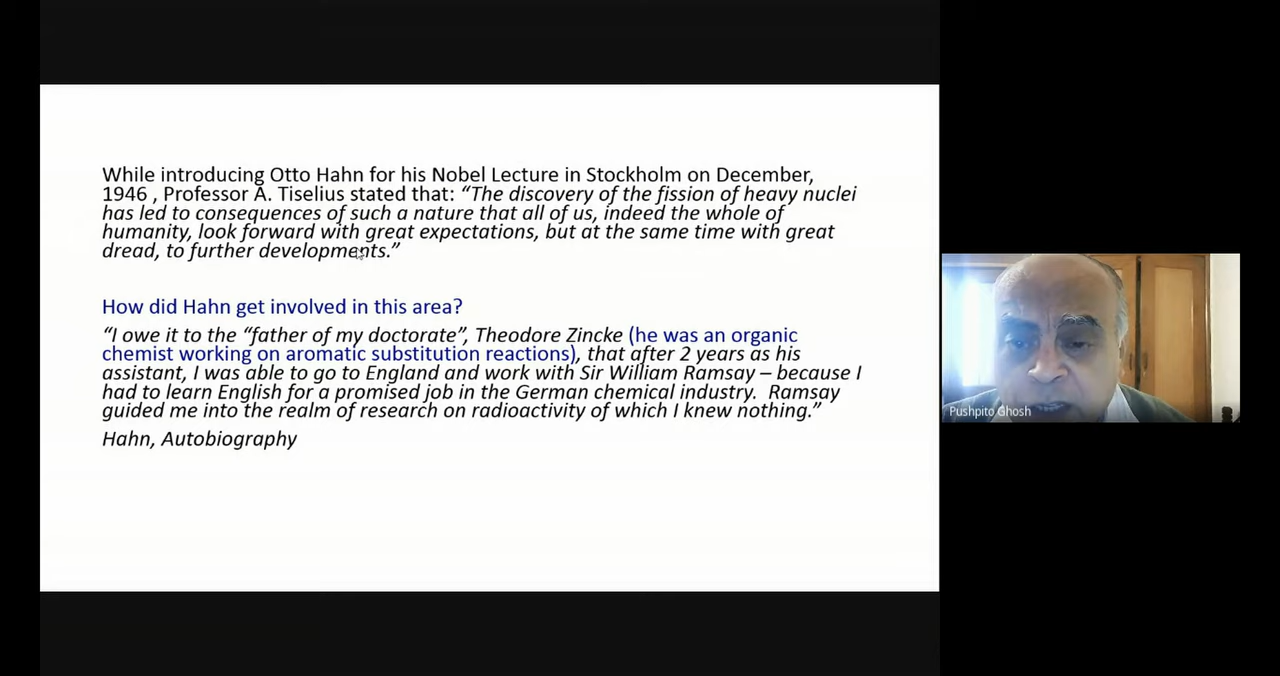 While introducing Otto Hahn for his Nobel Lecture in Stockholm on December,
1946 , Professor A. Tiselius stated that: “The discovery of the fission of heavy nuclei
has led to consequences of such a nature that all of us, indeed the whole of
humanity, look forward with great expectations, but at the same time with great
dread, to further developments.”
How did Hahn get involved in this area?
“I owe it to the “father of my doctorate”, Theodore Zincke (he was an organic
chemist working on aromatic substitution reactions), that after 2 years as his
assistant, I was able to go to England and work with Sir William Ramsay – because I
had to learn English for a promised job in the German chemical industry.  Ramsay
guided me into the realm of research on radioactivity of which I knew nothing.”
Hahn, Autobiography
Pushpito Ghosh